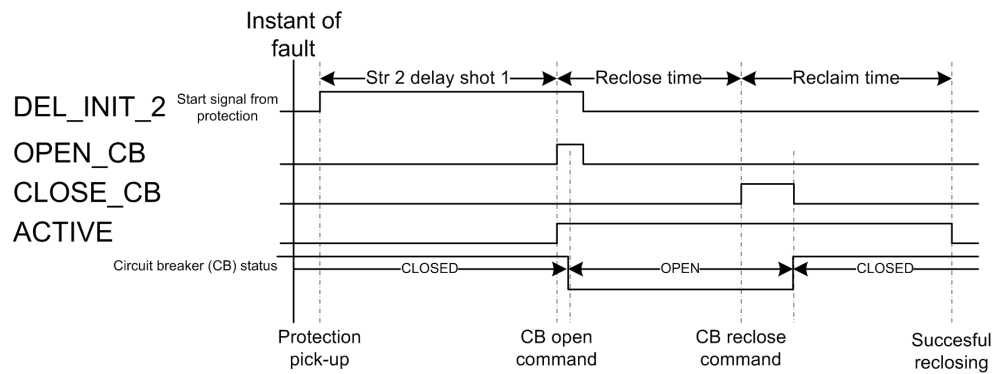 Instant of
fault
Str 2 delay shot 1
Reclose time
Reclaim time
DEL_INIT_2
Start signal from
protection
OPEN_CB
CLOSE_CB
ACTIVE
Circuit breaker (CB) status
CLOSED
OPEN
CLOSED
Protection
pick-up
CB open
command
CB reclose
command
Succesful
reclosing